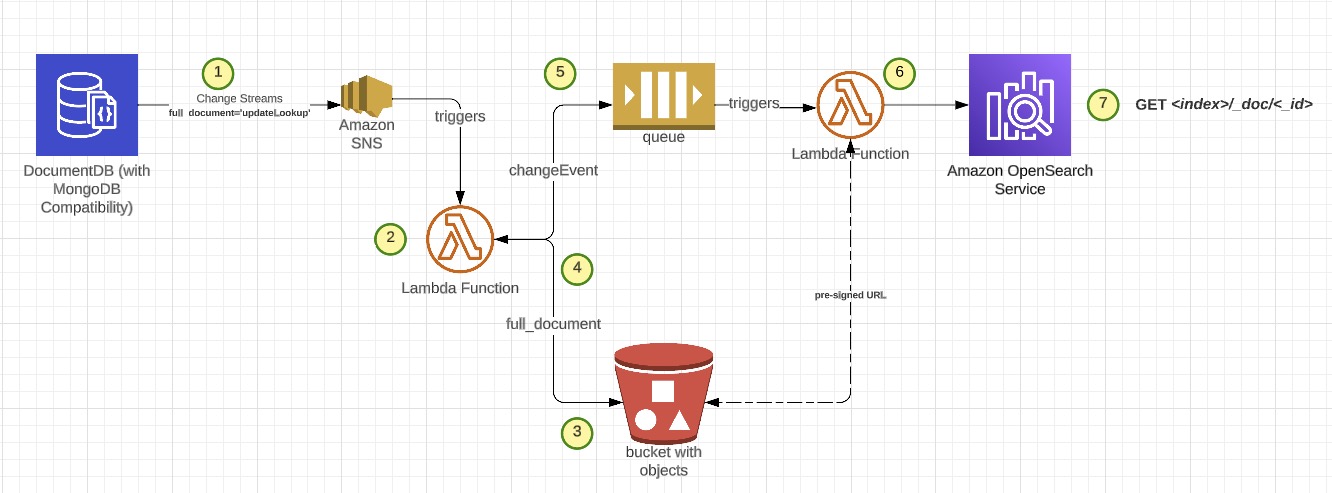 1
Change Streams
full_document='updateLookup'
DocumentDB (with
MongoDB
Compatibility)
Amazon
SNS
triggers
2
Lambda Function
5
changeEvent
4
full_document
3
bucket with
objects
queue
triggers
6
Lambda Function
pre-signed URL
Amazon OpenSearch
Service
7
GET <index>/_doc/<_id>